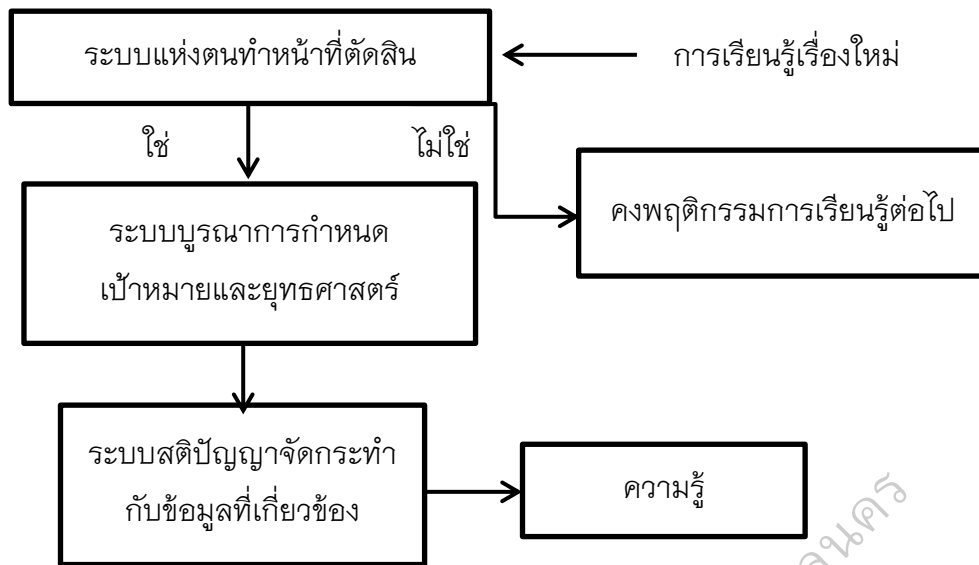 ระบบแห่งตนทำหน้าที่ตัดสิน
การเรียนรู้เรื่องใหม่
ใช่
ไม่ใช่
คงพฤติกรรมการเรียนรู้ต่อไป
ระบบบูรณาการกำหนด
เป้าหมายและยุทธศาสตร์
ระบบสติปัญญาจัดกระทำ
กับข้อมูลที่เกี่ยวข้อง
ความรู้